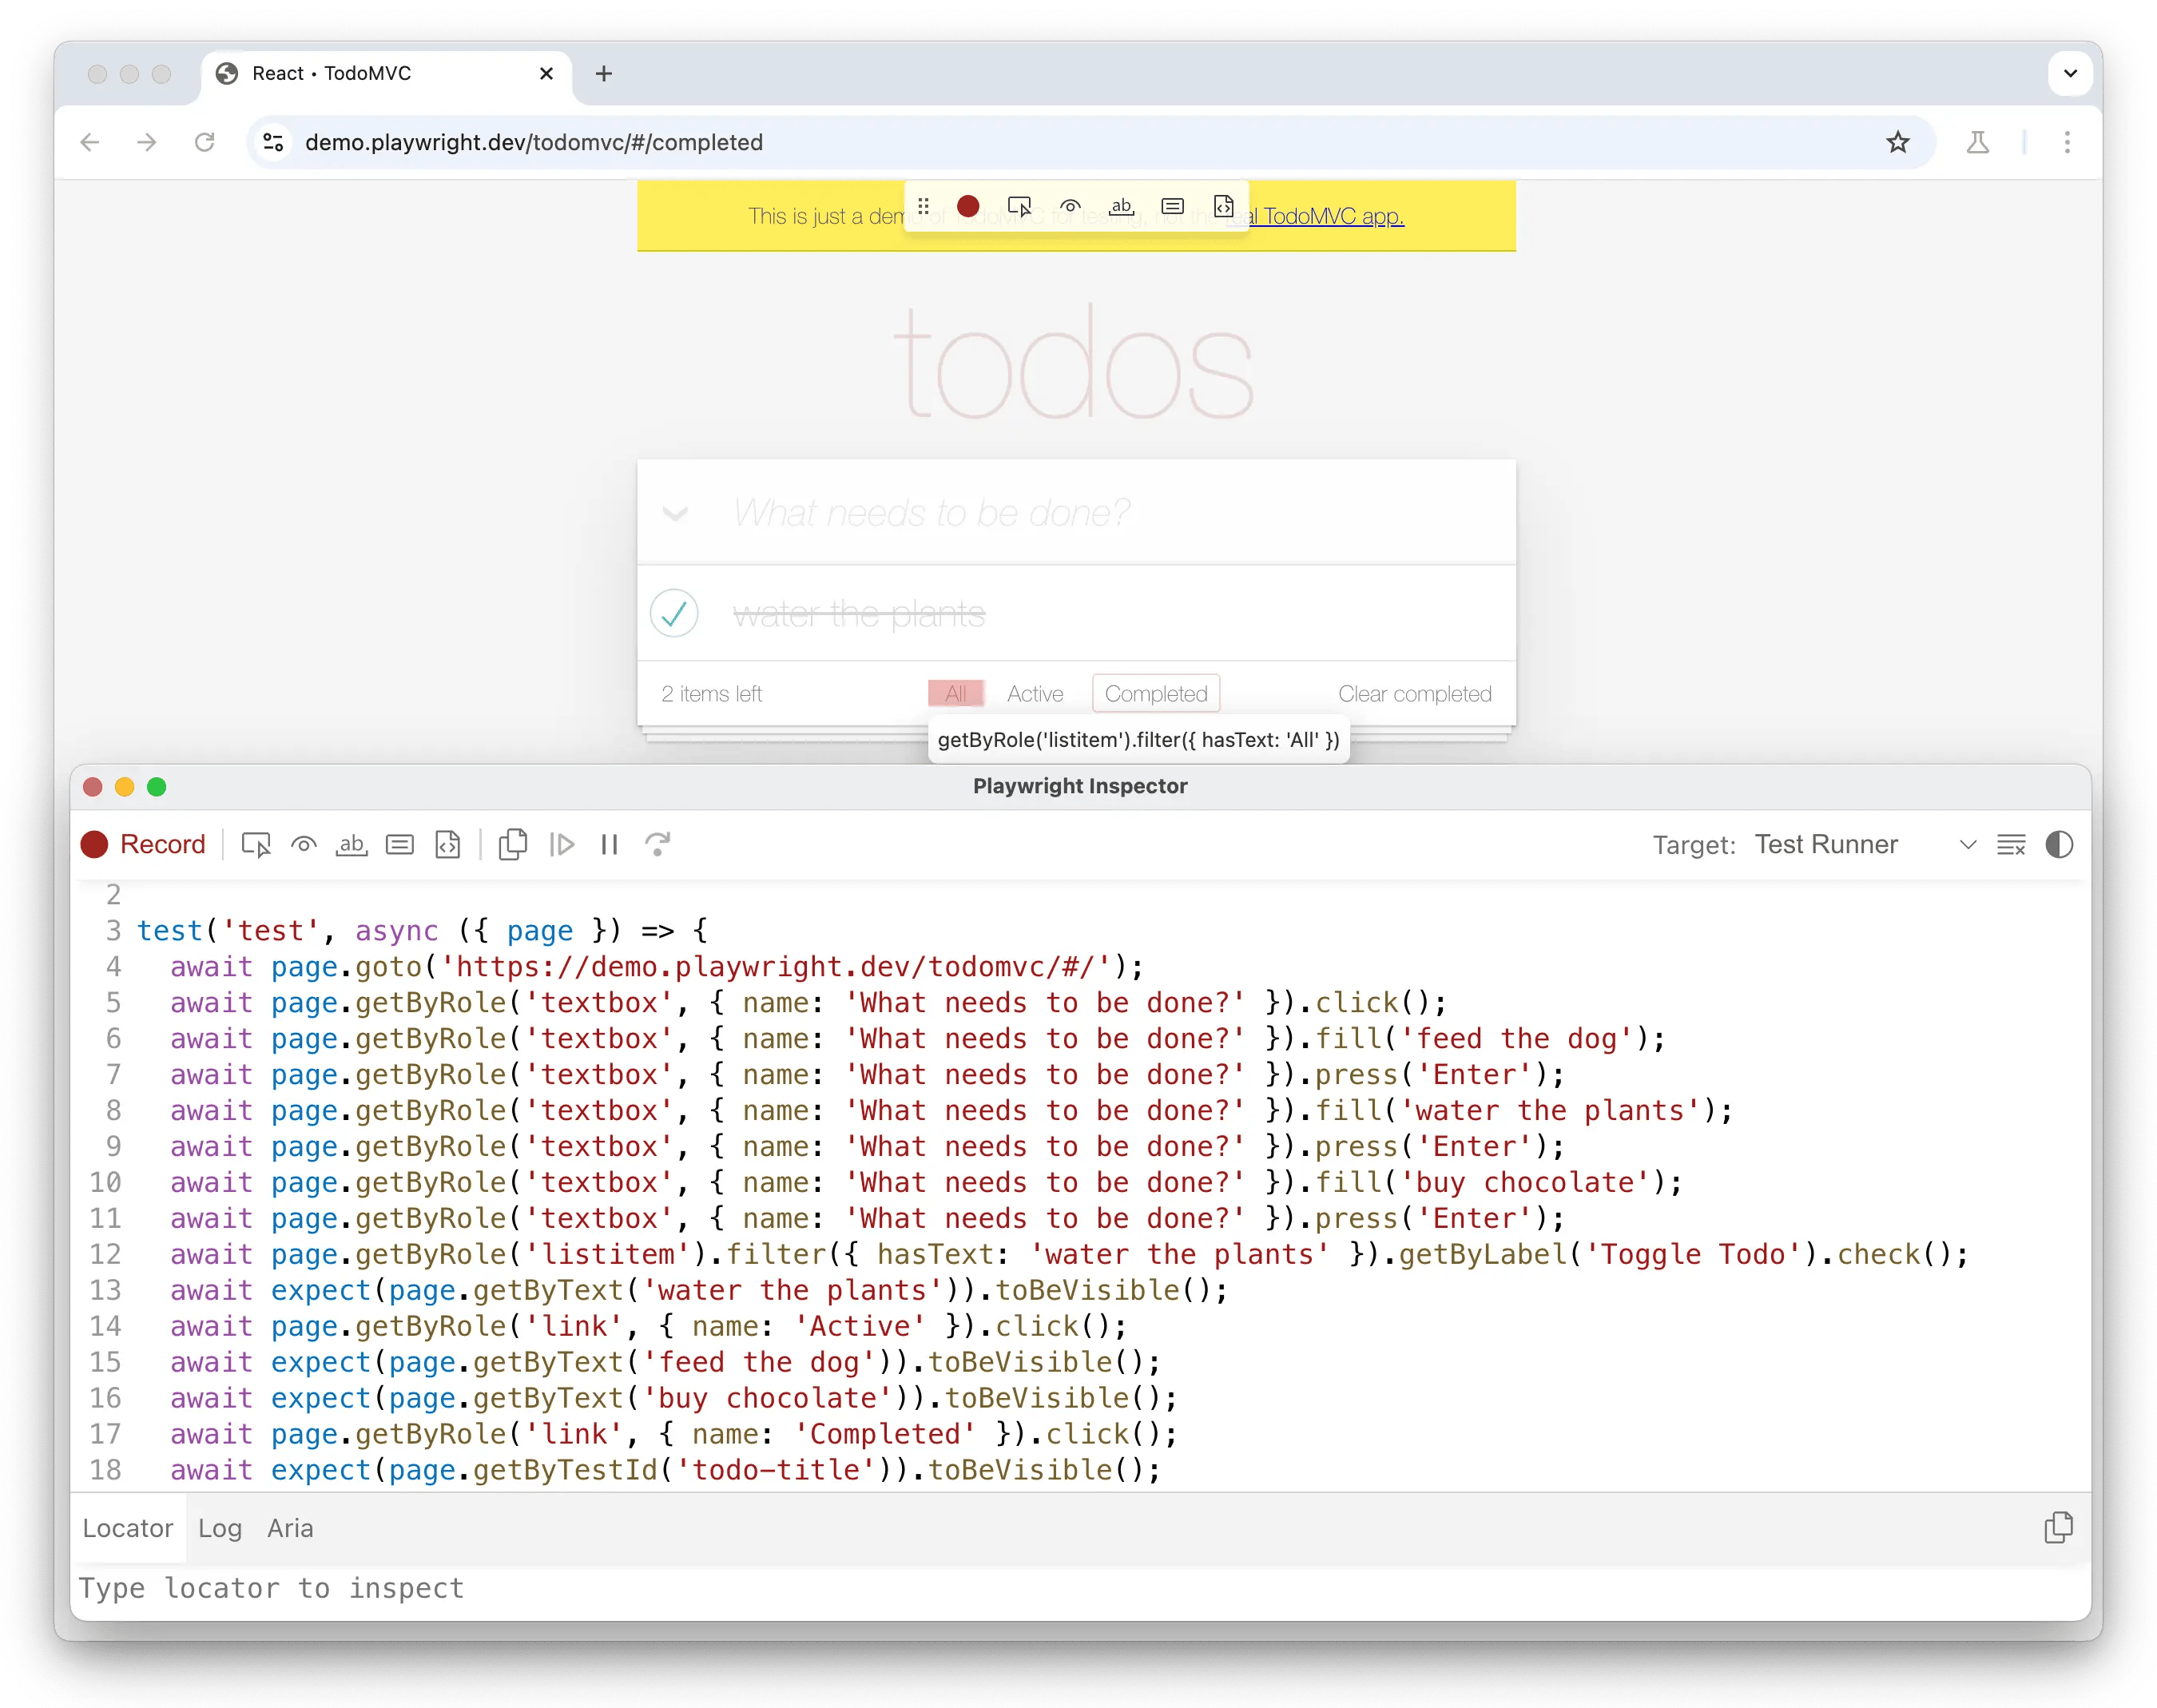 React • TodoMVC
demo.playwright.dev/todomvc/#/completed
This is just a demo of TodoMVC for testing, not the real TodoMVC app.
todos
What needs to be done?
water the plants
2 items left All Active Completed Clear completed
getByRole('listitem').filter({ hasText: 'All' })
Playwright Inspector
Record ab Target: Test Runner
2
3 test('test', async ({ page }) => {
4 await page.goto('https://demo.playwright.dev/todomvc/#/');
5 await page.getByRole('textbox', { name: 'What needs to be done?' }).click();
6 await page.getByRole('textbox', { name: 'What needs to be done?' }).fill('feed the dog');
7 await page.getByRole('textbox', { name: 'What needs to be done?' }).press('Enter');
8 await page.getByRole('textbox', { name: 'What needs to be done?' }).fill('water the plants');
9 await page.getByRole('textbox', { name: 'What needs to be done?' }).press('Enter');
10 await page.getByRole('textbox', { name: 'What needs to be done?' }).fill('buy chocolate');
11 await page.getByRole('textbox', { name: 'What needs to be done?' }).press('Enter');
12 await page.getByRole('listitem').filter({ hasText: 'water the plants' }).getByLabel('Toggle Todo').check();
13 await expect(page.getByText('water the plants')).toBeVisible();
14 await page.getByRole('link', { name: 'Active' }).click();
15 await expect(page.getByText('feed the dog')).toBeVisible();
16 await expect(page.getByText('buy chocolate')).toBeVisible();
17 await page.getByRole('link', { name: 'Completed' }).click();
18 await expect(page.getByTestId('todo-title')).toBeVisible();
Locator Log Aria
Type locator to inspect